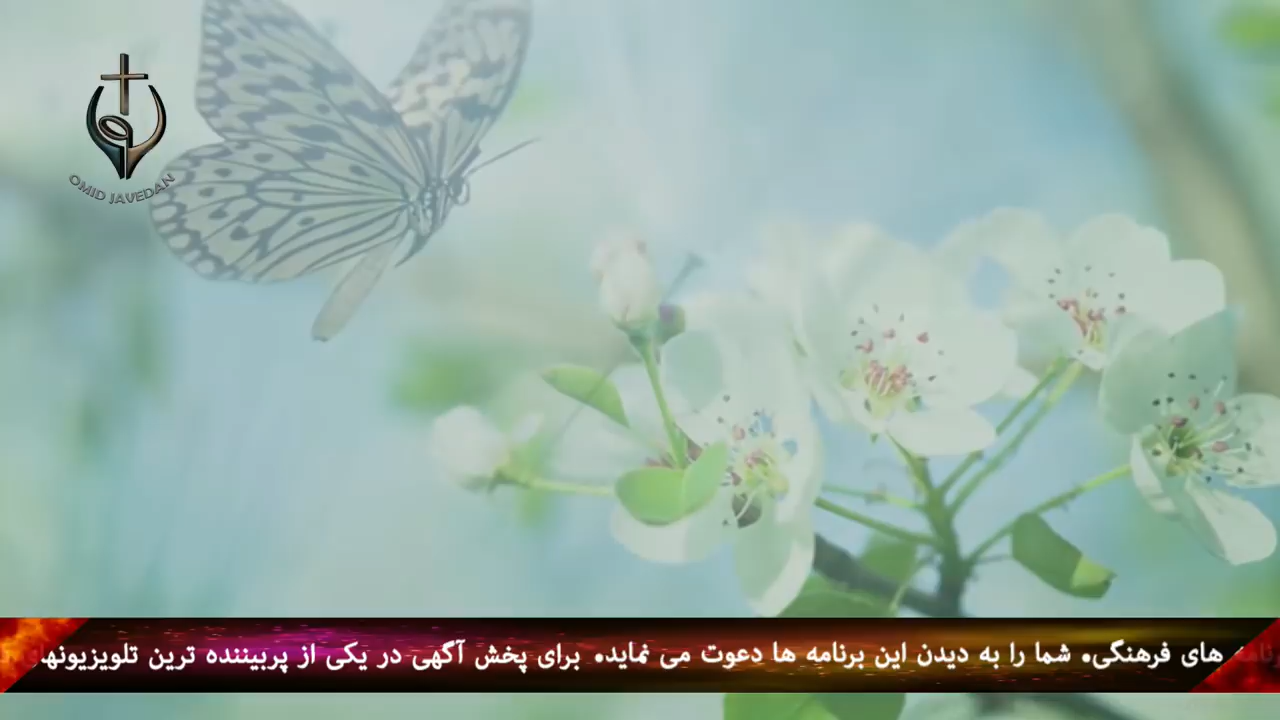 OMID JAVEDAN
های فرهنگی. شما را به دیدن این برنامه ها دعوت می نماید. برای پخش آگهی در یکی از پربیننده ترین تلویزیونهای